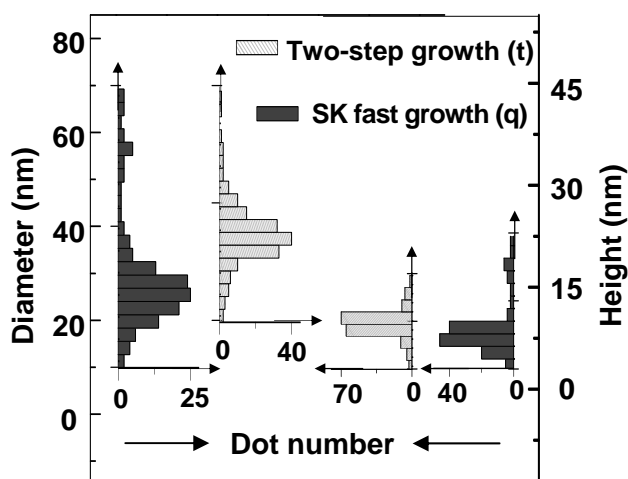 80
60
40
20
0
Diameter (nm)
Two-step growth (t)
SK fast growth (q)
45
30
15
0
Height (nm)
0 40
0 25
70 0
40 0
Dot number